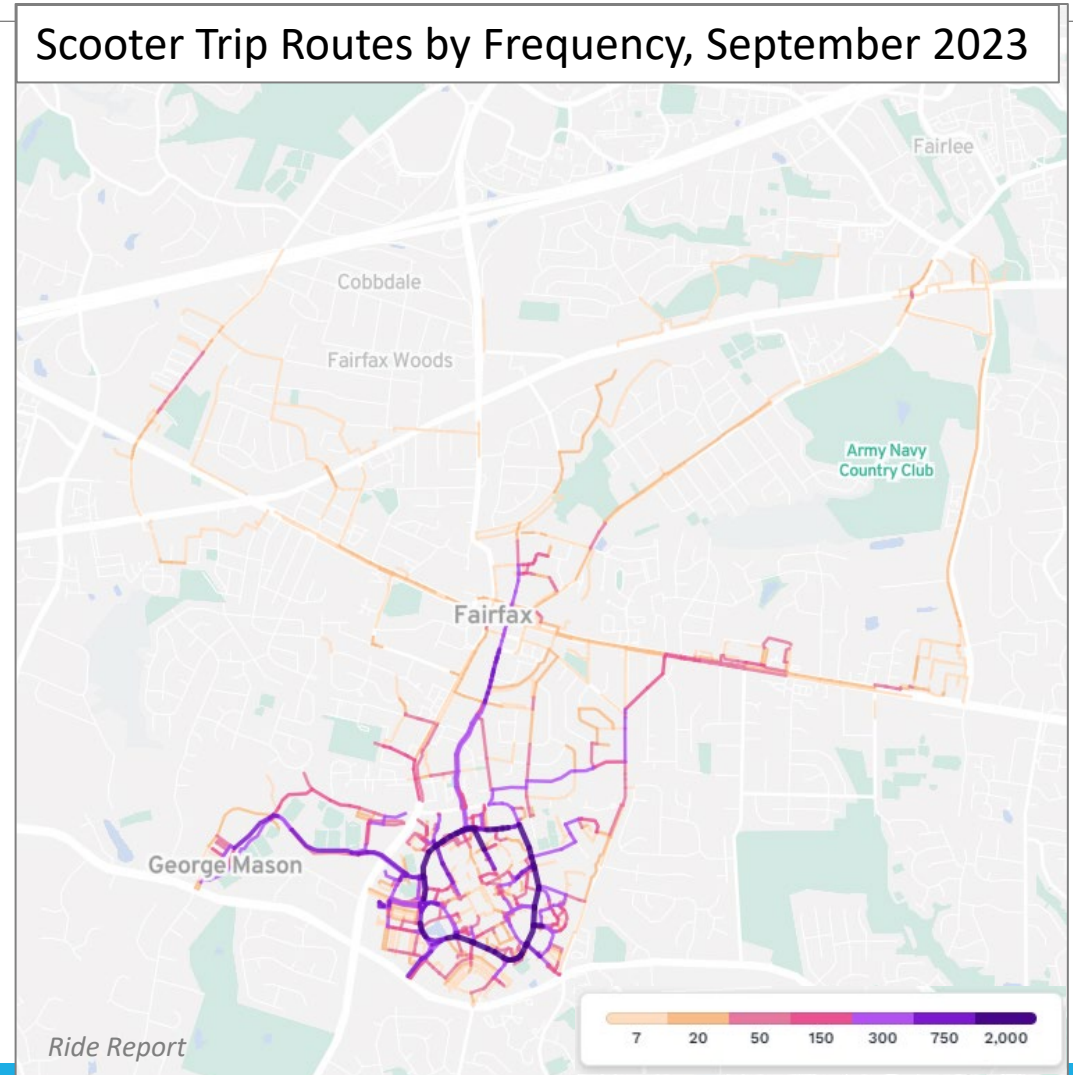 Scooter Trip Routes by Frequency, September 2023
Fairlee
Cobbdale
Fairfax Woods
Army Navy
Country Club
Fairfax
George Mason
7 20 50 150 300 750 2,000
Ride Report